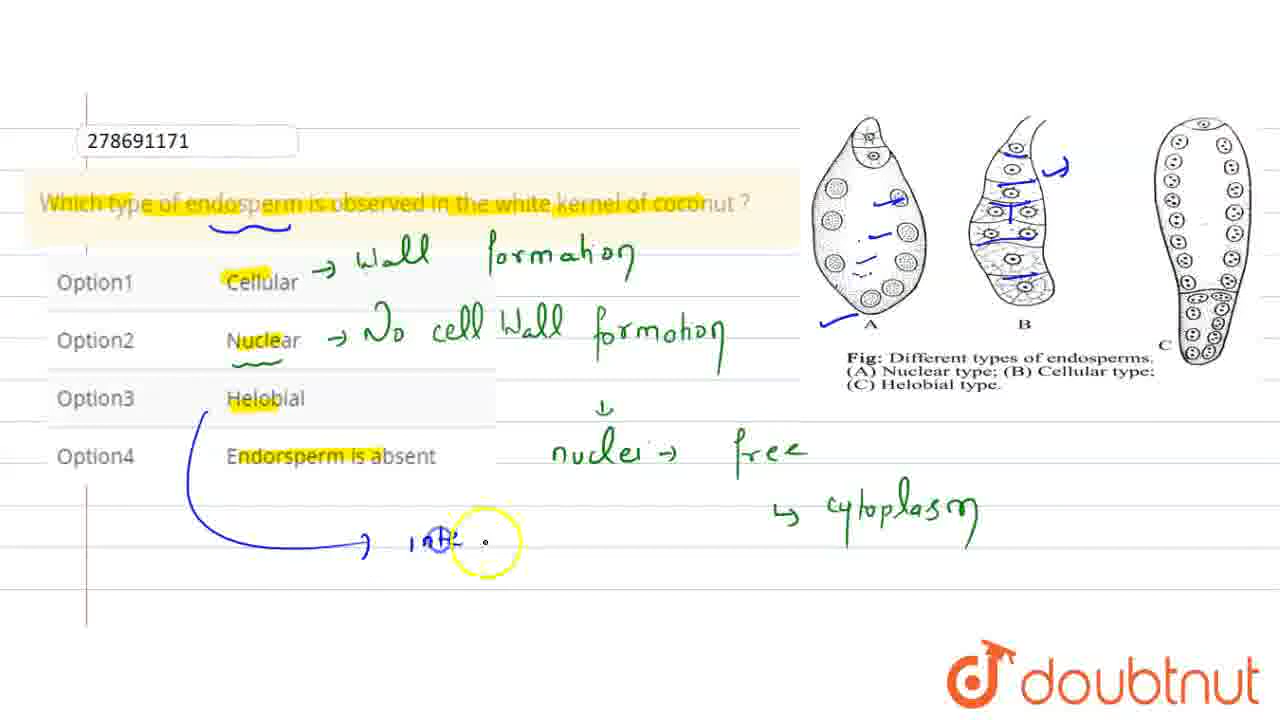 278691171
Which type of endosperm is observed in the white kernel of coconut ?
Option1 Cellular → Wall formation
Option2 Nuclear → No cell Wall formation
Option3 Helobial
Option4 Endorsperm is absent
↓
nuclei → free
↳ cytoplasm
→ inte
A
B
C
Fig: Different types of endosperms.
(A) Nuclear type; (B) Cellular type;
(C) Helobial type.
doubtnut